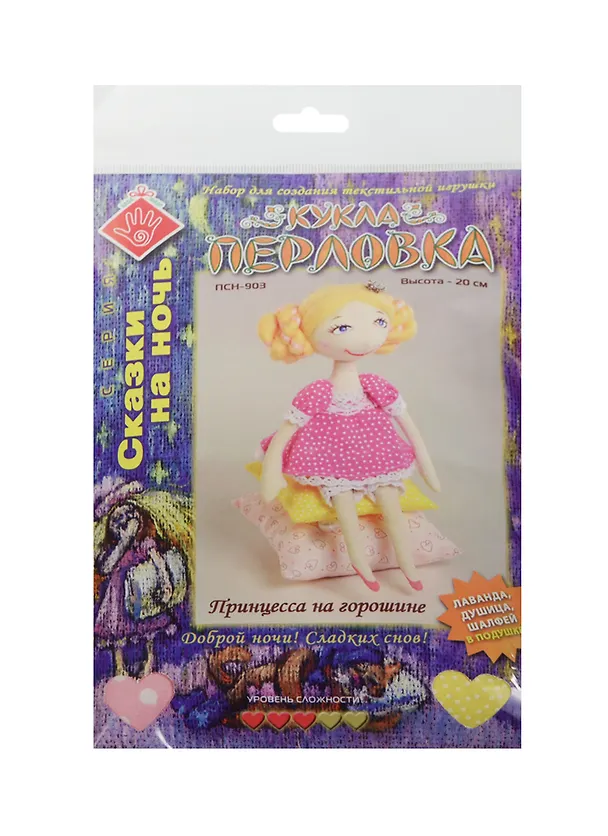 Набор для создания текстильной игрушки
КУКЛА
ПЕРЛОВКА
ПСН-903
Высота - 20 см
СЕРИЯ
Сказки
на ночь
Принцесса на горошине
ЛАВАНДА,
ДУШИЦА,
ШАЛФЕЙ
В ПОДУШКЕ
Доброй ночи! Сладких снов!
УРОВЕНЬ СЛОЖНОСТИ: